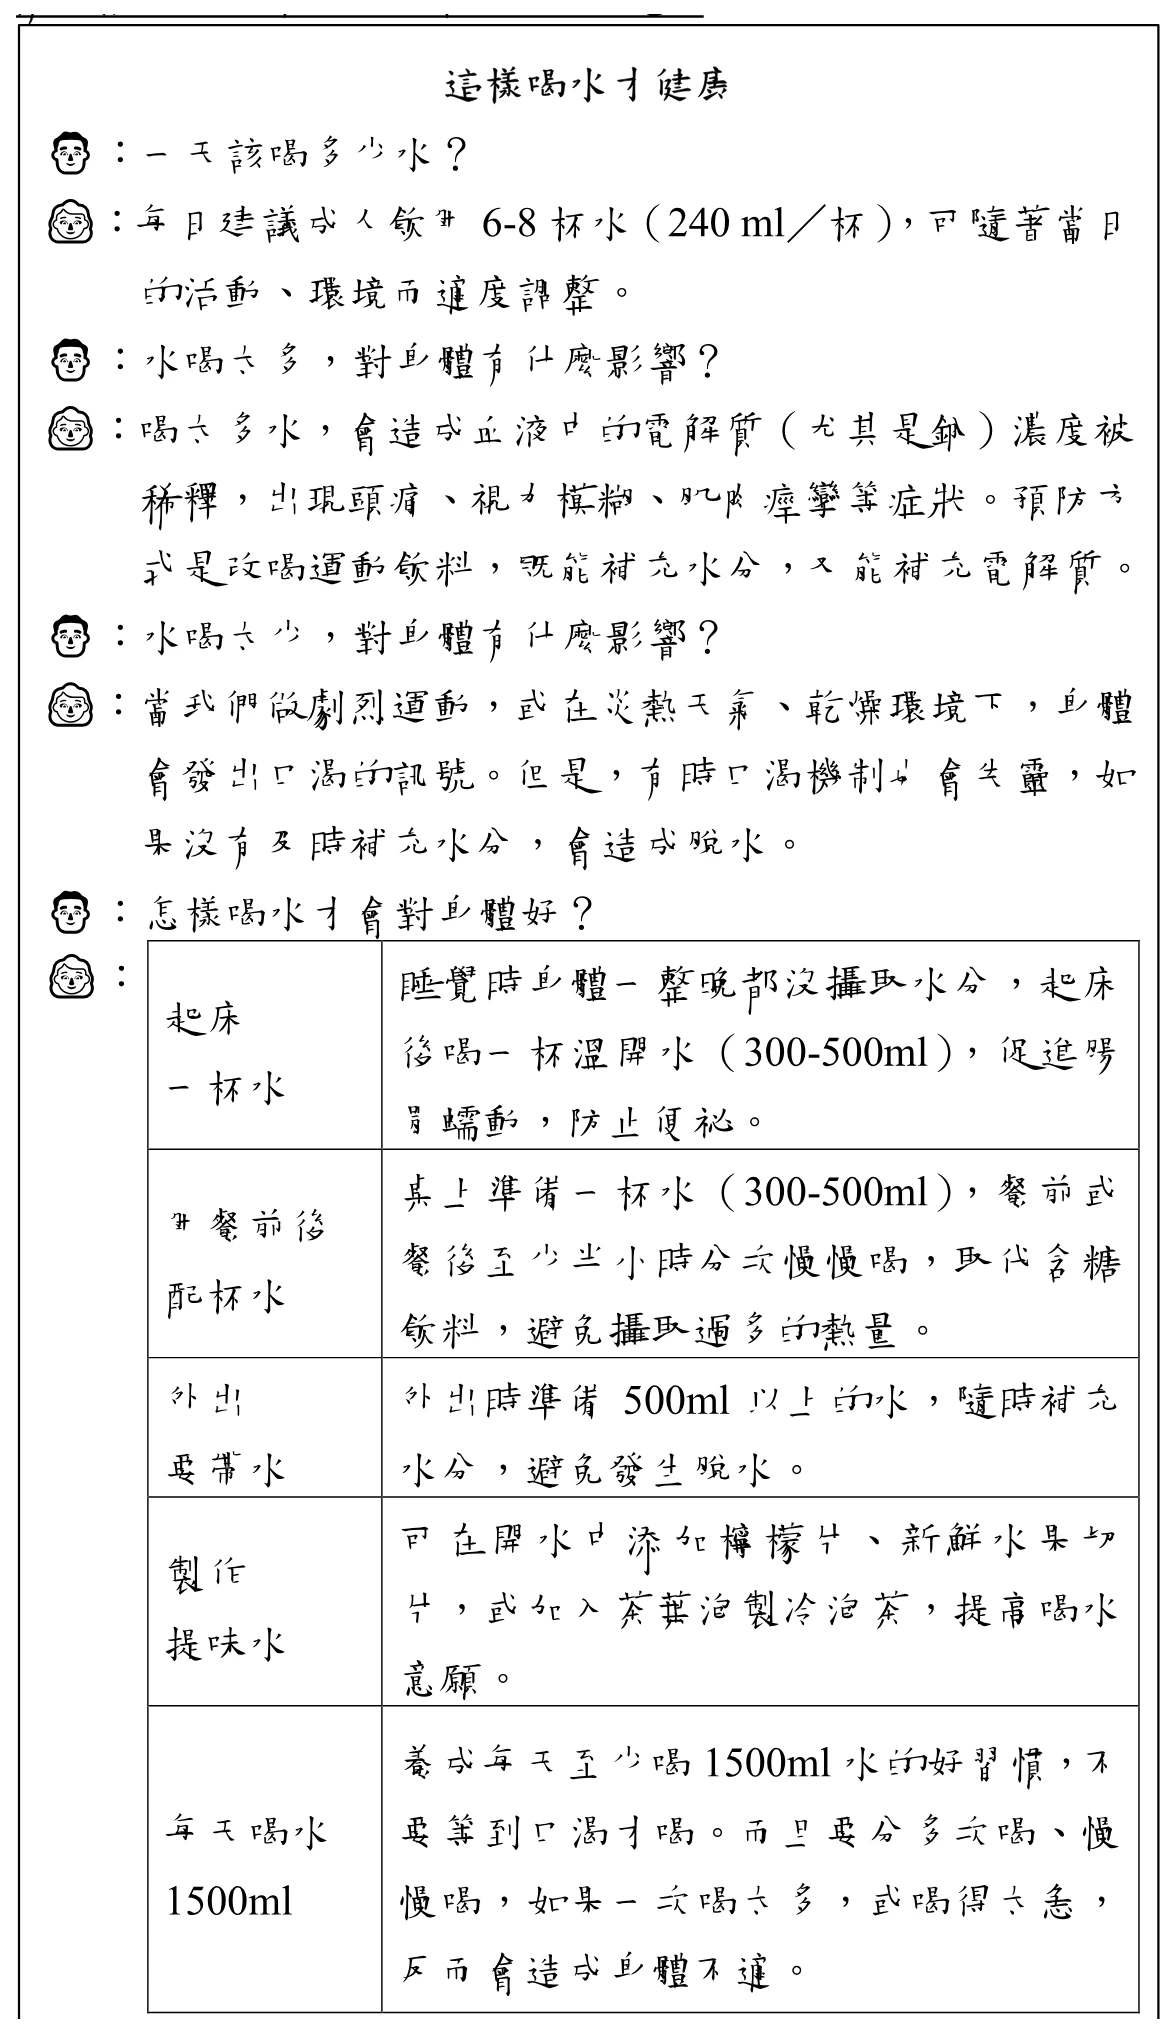 這樣喝水才健康
：一天該喝多少水？
：每日建議成人飲用 6-8 杯水（240 ml／杯），可隨著當日
的活動、環境而適度調整。
：水喝太多，對身體有什麼影響？
：喝太多水，會造成血液中的電解質（尤其是鈉）濃度被
稀釋，出現頭痛、視力模糊、肌肉痙攣等症狀。預防方
式是改喝運動飲料，既能補充水分，又能補充電解質。
：水喝太少，對身體有什麼影響？
：當我們做劇烈運動，或在炎熱天氣、乾燥環境下，身體
會發出口渴的訊號。但是，有時口渴機制也會失靈，如
果沒有及時補充水分，會造成脫水。
：怎樣喝水才會對身體好？
：
起床
一杯水
睡覺時身體一整晚都沒攝取水分，起床
後喝一杯溫開水（300-500ml），促進腸
胃蠕動，防止便祕。
用餐前後
配杯水
桌上準備一杯水（300-500ml），餐前或
餐後至少半小時分次慢慢喝，取代含糖
飲料，避免攝取過多的熱量。
外出
要帶水
外出時準備 500ml 以上的水，隨時補充
水分，避免發生脫水。
製作
提味水
可在開水中添加檸檬片、新鮮水果切
片，或加入茶葉泡製冷泡茶，提高喝水
意願。
每天喝水
1500ml
養成每天至少喝 1500ml 水的好習慣，不
要等到口渴才喝。而且要分多次喝、慢
慢喝，如果一次喝太多，或喝得太急，
反而會造成身體不適。